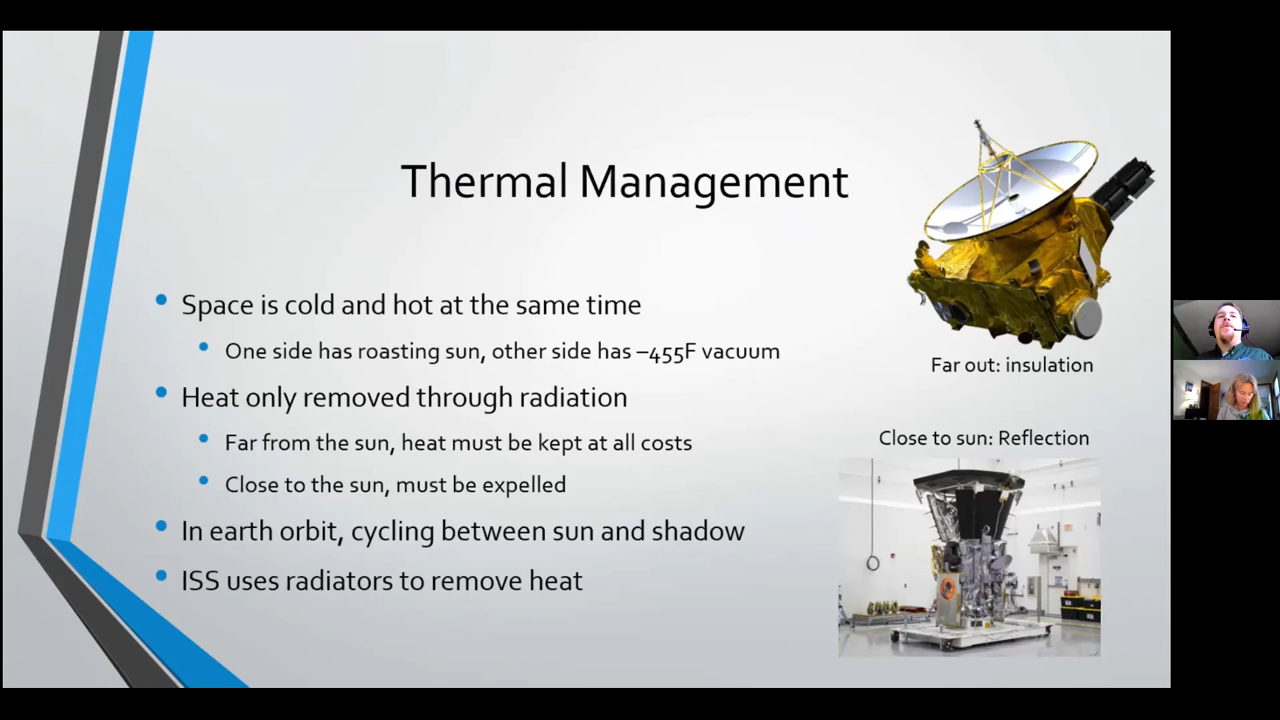 Thermal Management
Space is cold and hot at the same time
One side has roasting sun, other side has –455F vacuum
Heat only removed through radiation
Far from the sun, heat must be kept at all costs
Close to the sun, must be expelled
In earth orbit, cycling between sun and shadow
ISS uses radiators to remove heat
Far out: insulation
Close to sun: Reflection